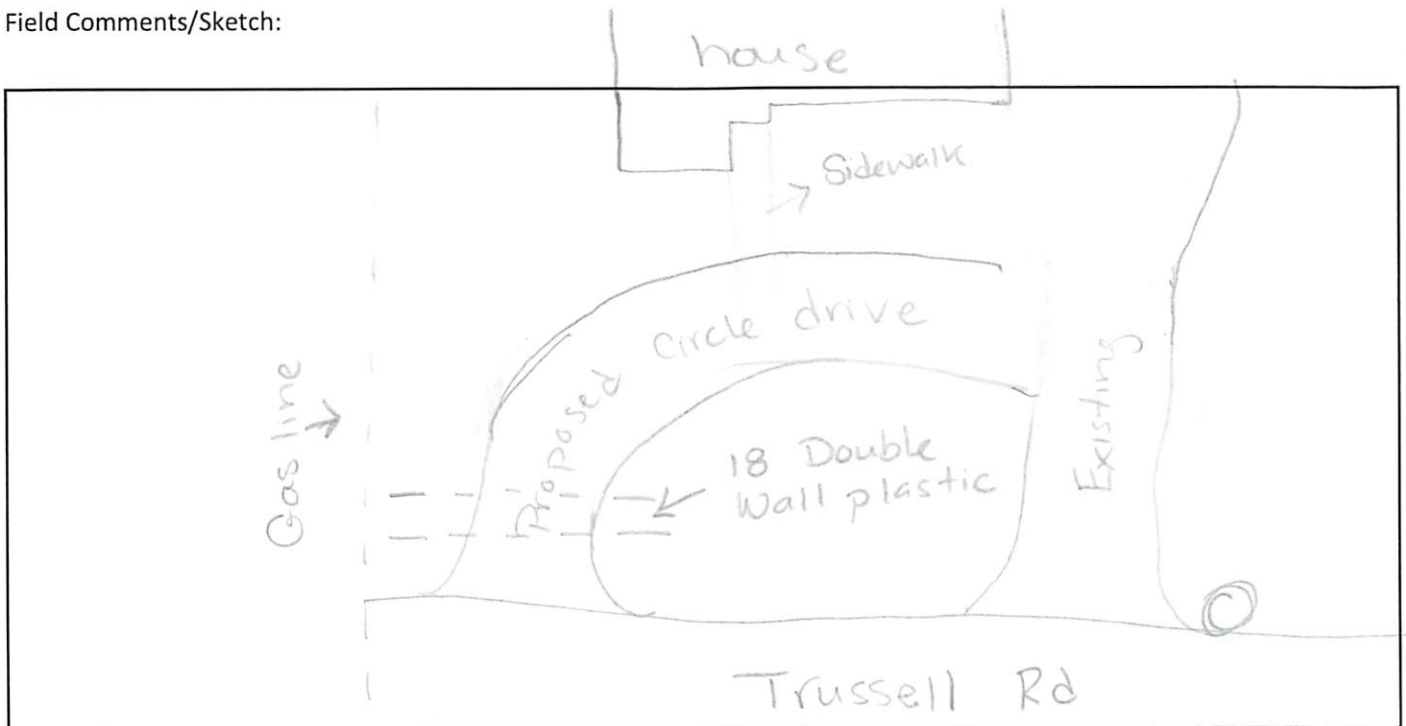 Field Comments/Sketch:
house
Sidewalk
Proposed Circle drive
Gas line
18 Double
Wall plastic
Existing
Trussell Rd